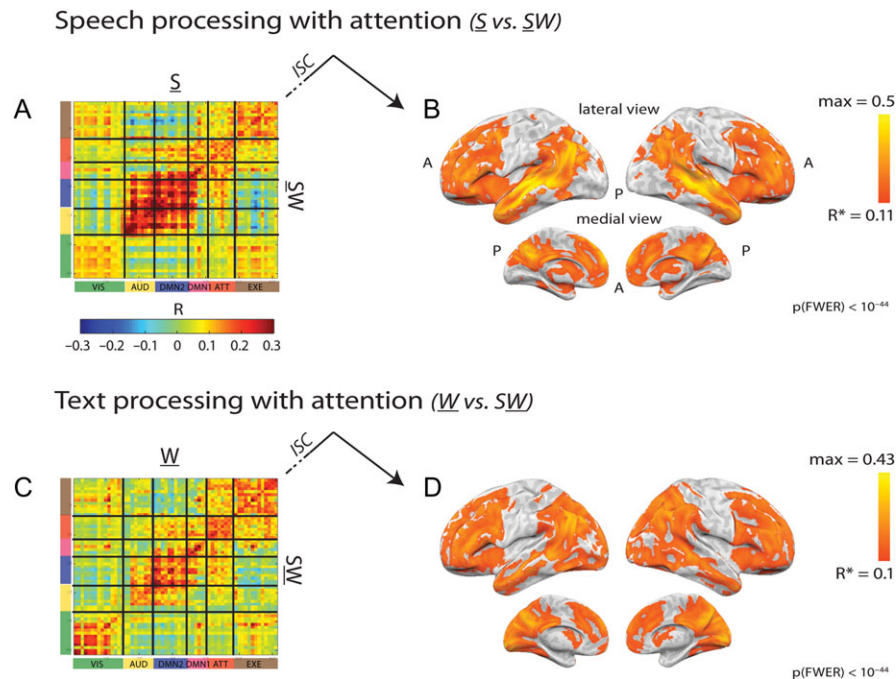 Speech processing with attention (S vs. SW)
ISC
A
S
SW
VIS AUD DMN2 DMN1 ATT EXE
R
−0.3 −0.2 −0.1 0 0.1 0.2 0.3
B
lateral view
A
A
P
medial view
P
P
A
max = 0.5
R* = 0.11
p(FWER) < 10⁻⁴⁴
Text processing with attention (W vs. SW)
ISC
C
W
SW
VIS AUD DMN2 DMN1 ATT EXE
D
max = 0.43
R* = 0.1
p(FWER) < 10⁻⁴⁴